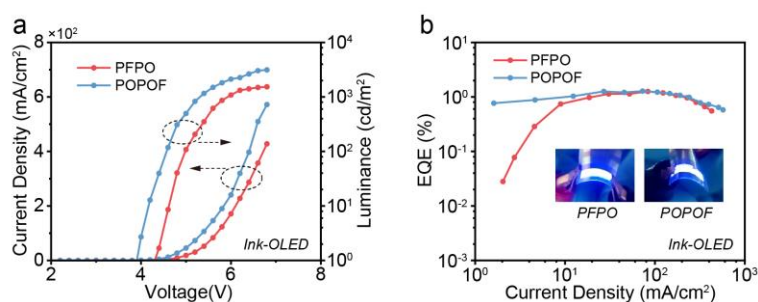 a
×10²
8
6
4
2
0
Current Density (mA/cm²)
PFPO
POPOF
Ink-OLED
10⁴
10³
10²
10¹
10⁰
Luminance (cd/m²)
2 4 6 8
Voltage(V)
b
10¹
10⁰
10⁻¹
10⁻²
10⁻³
EQE (%)
PFPO
POPOF
PFPO
POPOF
Ink-OLED
10⁰ 10¹ 10² 10³
Current Density (mA/cm²)